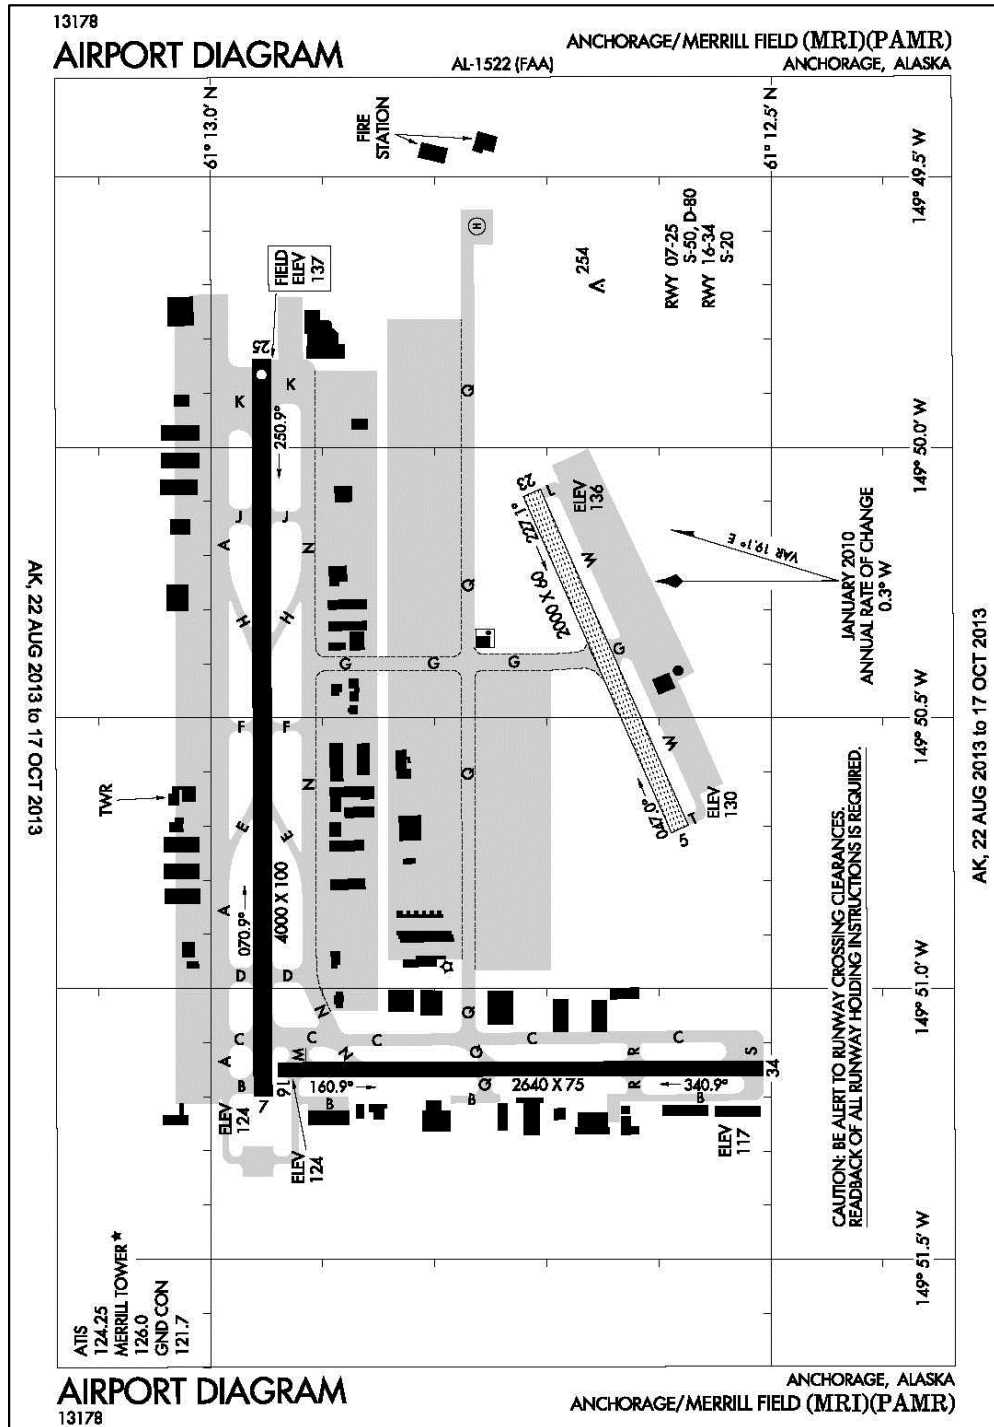 13178
AIRPORT DIAGRAM
AL-1522 (FAA)
ANCHORAGE/MERRILL FIELD (MRI)(PAMR)
ANCHORAGE, ALASKA
61° 13.0' N
61° 12.5' N
FIRE
STATION
149° 49.5' W
H
FIELD
ELEV
137
254
RWY 07-25
S-50, D-80
RWY 16-34
S-20
25
K
K
250.9°
Q
149° 50.0' W
J
J
A
N
23
L
ELEV
136
227.1°
2000 X 60
M
VAR 19.1° E
JANUARY 2010
ANNUAL RATE OF CHANGE
0.3° W
H
H
Q
G
G
G
G
F
F
149° 50.5' W
M
TWR
N
Q
047.0°
5
T
ELEV
130
E
E
A
070.9°
4000 X 100
D
D
149° 51.0' W
N
Q
C
C
C
C
C
A
M
N
Q
R
S
B
7
16
160.9°
Q
2640 X 75
R
340.9°
34
B
B
B
ELEV
124
ELEV
124
ELEV
117
CAUTION: BE ALERT TO RUNWAY CROSSING CLEARANCES.
READBACK OF ALL RUNWAY HOLDING INSTRUCTIONS IS REQUIRED.
149° 51.5' W
ATIS
124.25
MERRILL TOWER★
126.0
GND CON
121.7
AK, 22 AUG 2013 to 17 OCT 2013
AK, 22 AUG 2013 to 17 OCT 2013
AIRPORT DIAGRAM
13178
ANCHORAGE, ALASKA
ANCHORAGE/MERRILL FIELD (MRI)(PAMR)